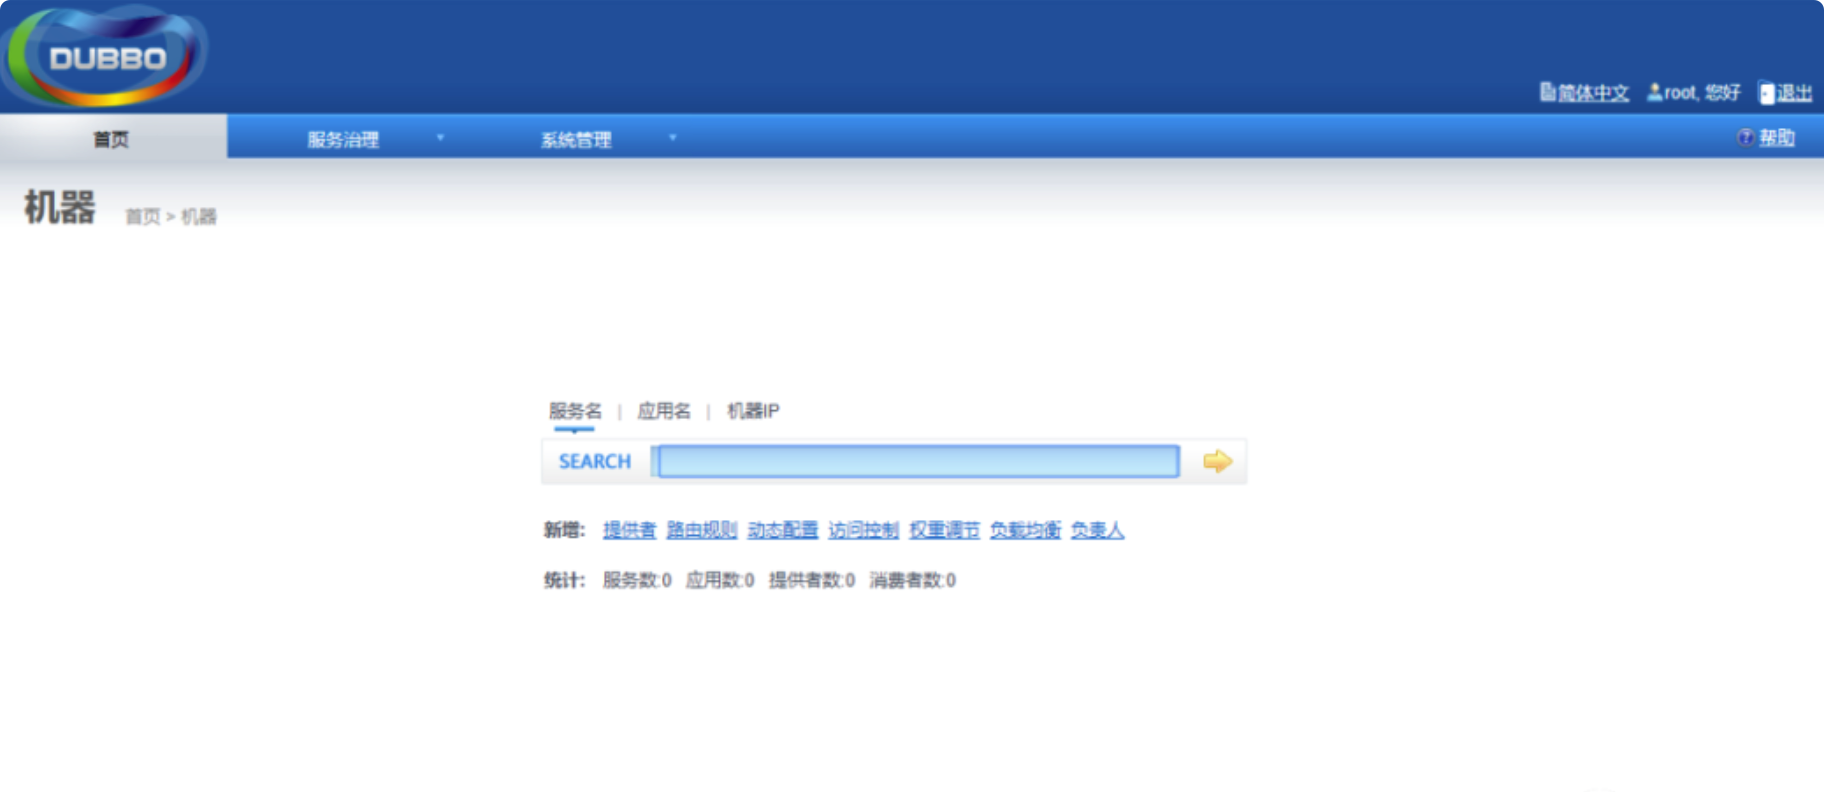 DUBBO
简体中文 root, 您好 退出
首页 服务治理 系统管理 帮助
机器 首页 > 机器
服务名 | 应用名 | 机器IP
SEARCH
新增: 提供者 路由规则 动态配置 访问控制 权重调节 负载均衡 负责人
统计: 服务数:0 应用数:0 提供者数:0 消费者数:0